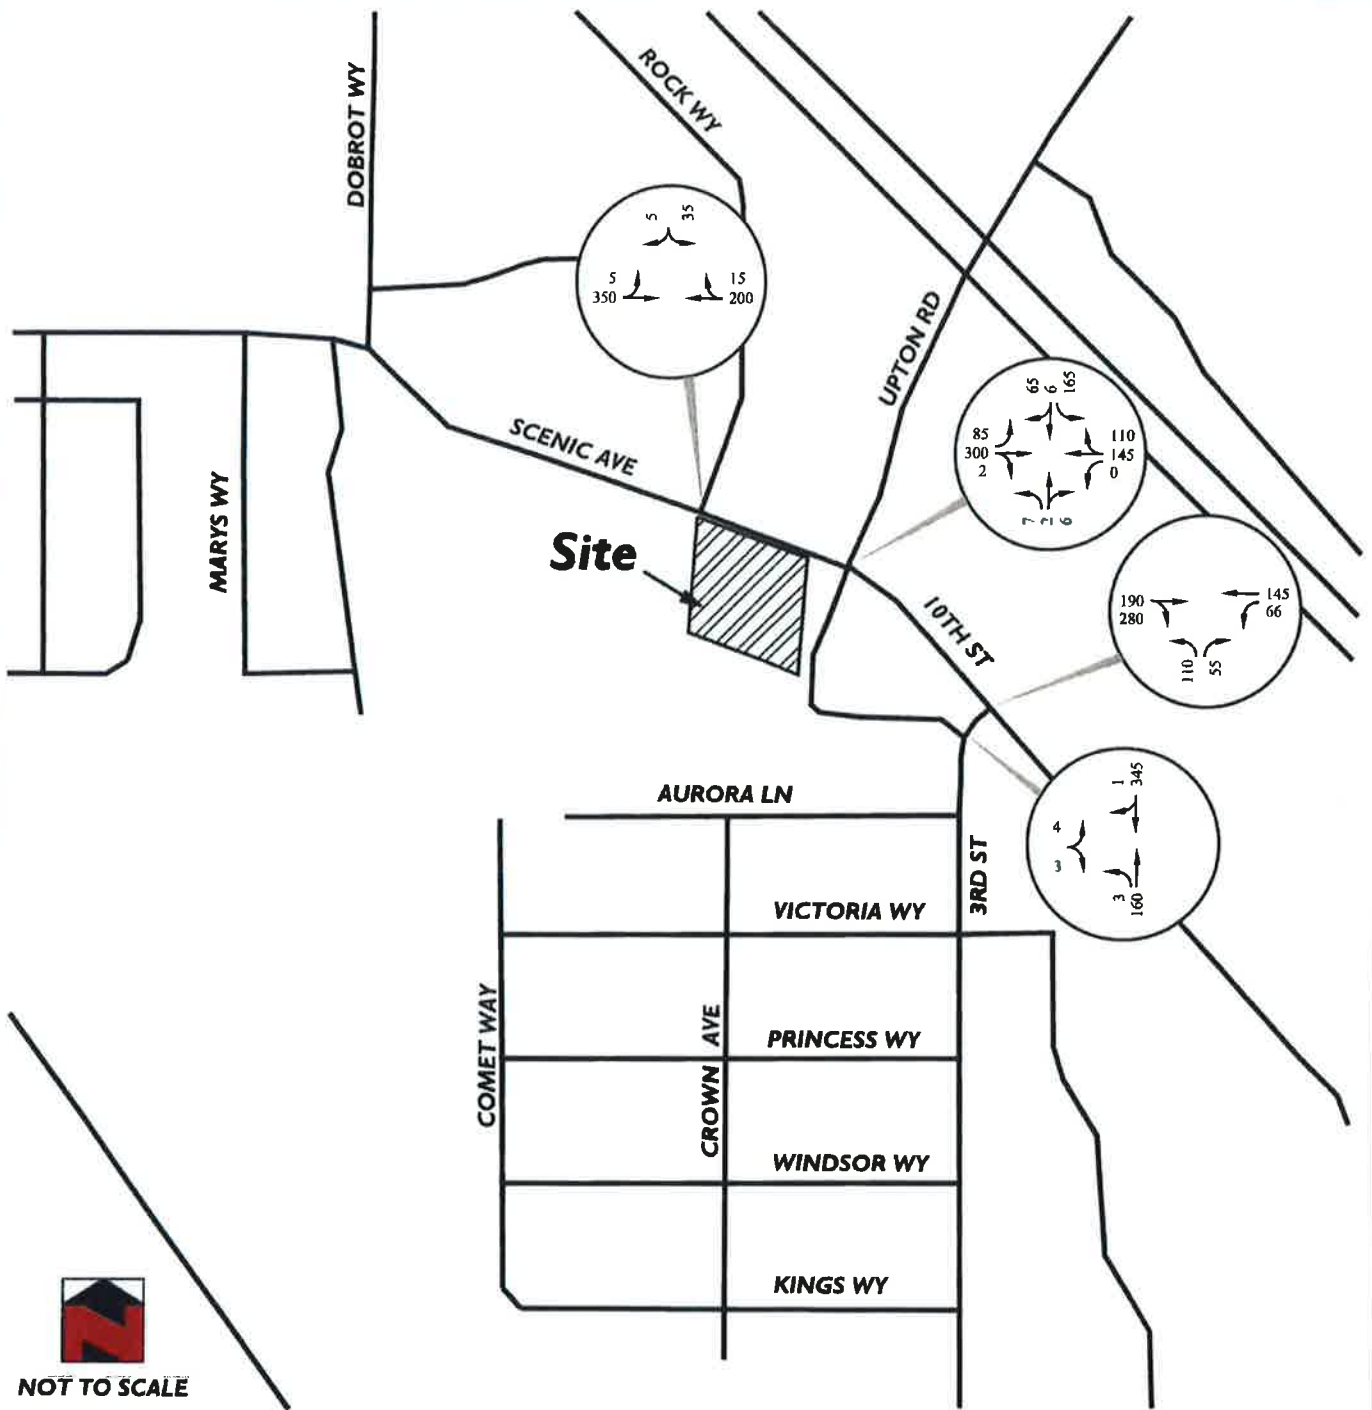 DOBROT WY
ROCK WY
5 35
5
350
15
200
UPTON RD
65 6 165
85
300
2
110
145
0
6
SCENIC AVE
MARYS WY
Site
10TH ST
190
280
145
66
110 55
1 345
4
3
3
160
AURORA LN
3RD ST
VICTORIA WY
COMET WAY
CROWN AVE
PRINCESS WY
WINDSOR WY
KINGS WY
NOT TO SCALE